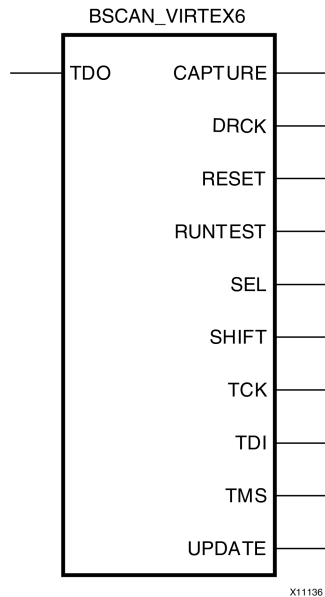 BSCAN_VIRTEX6
TDO CAPTURE
DRCK
RESET
RUNTEST
SEL
SHIFT
TCK
TDI
TMS
UPDATE
X11136